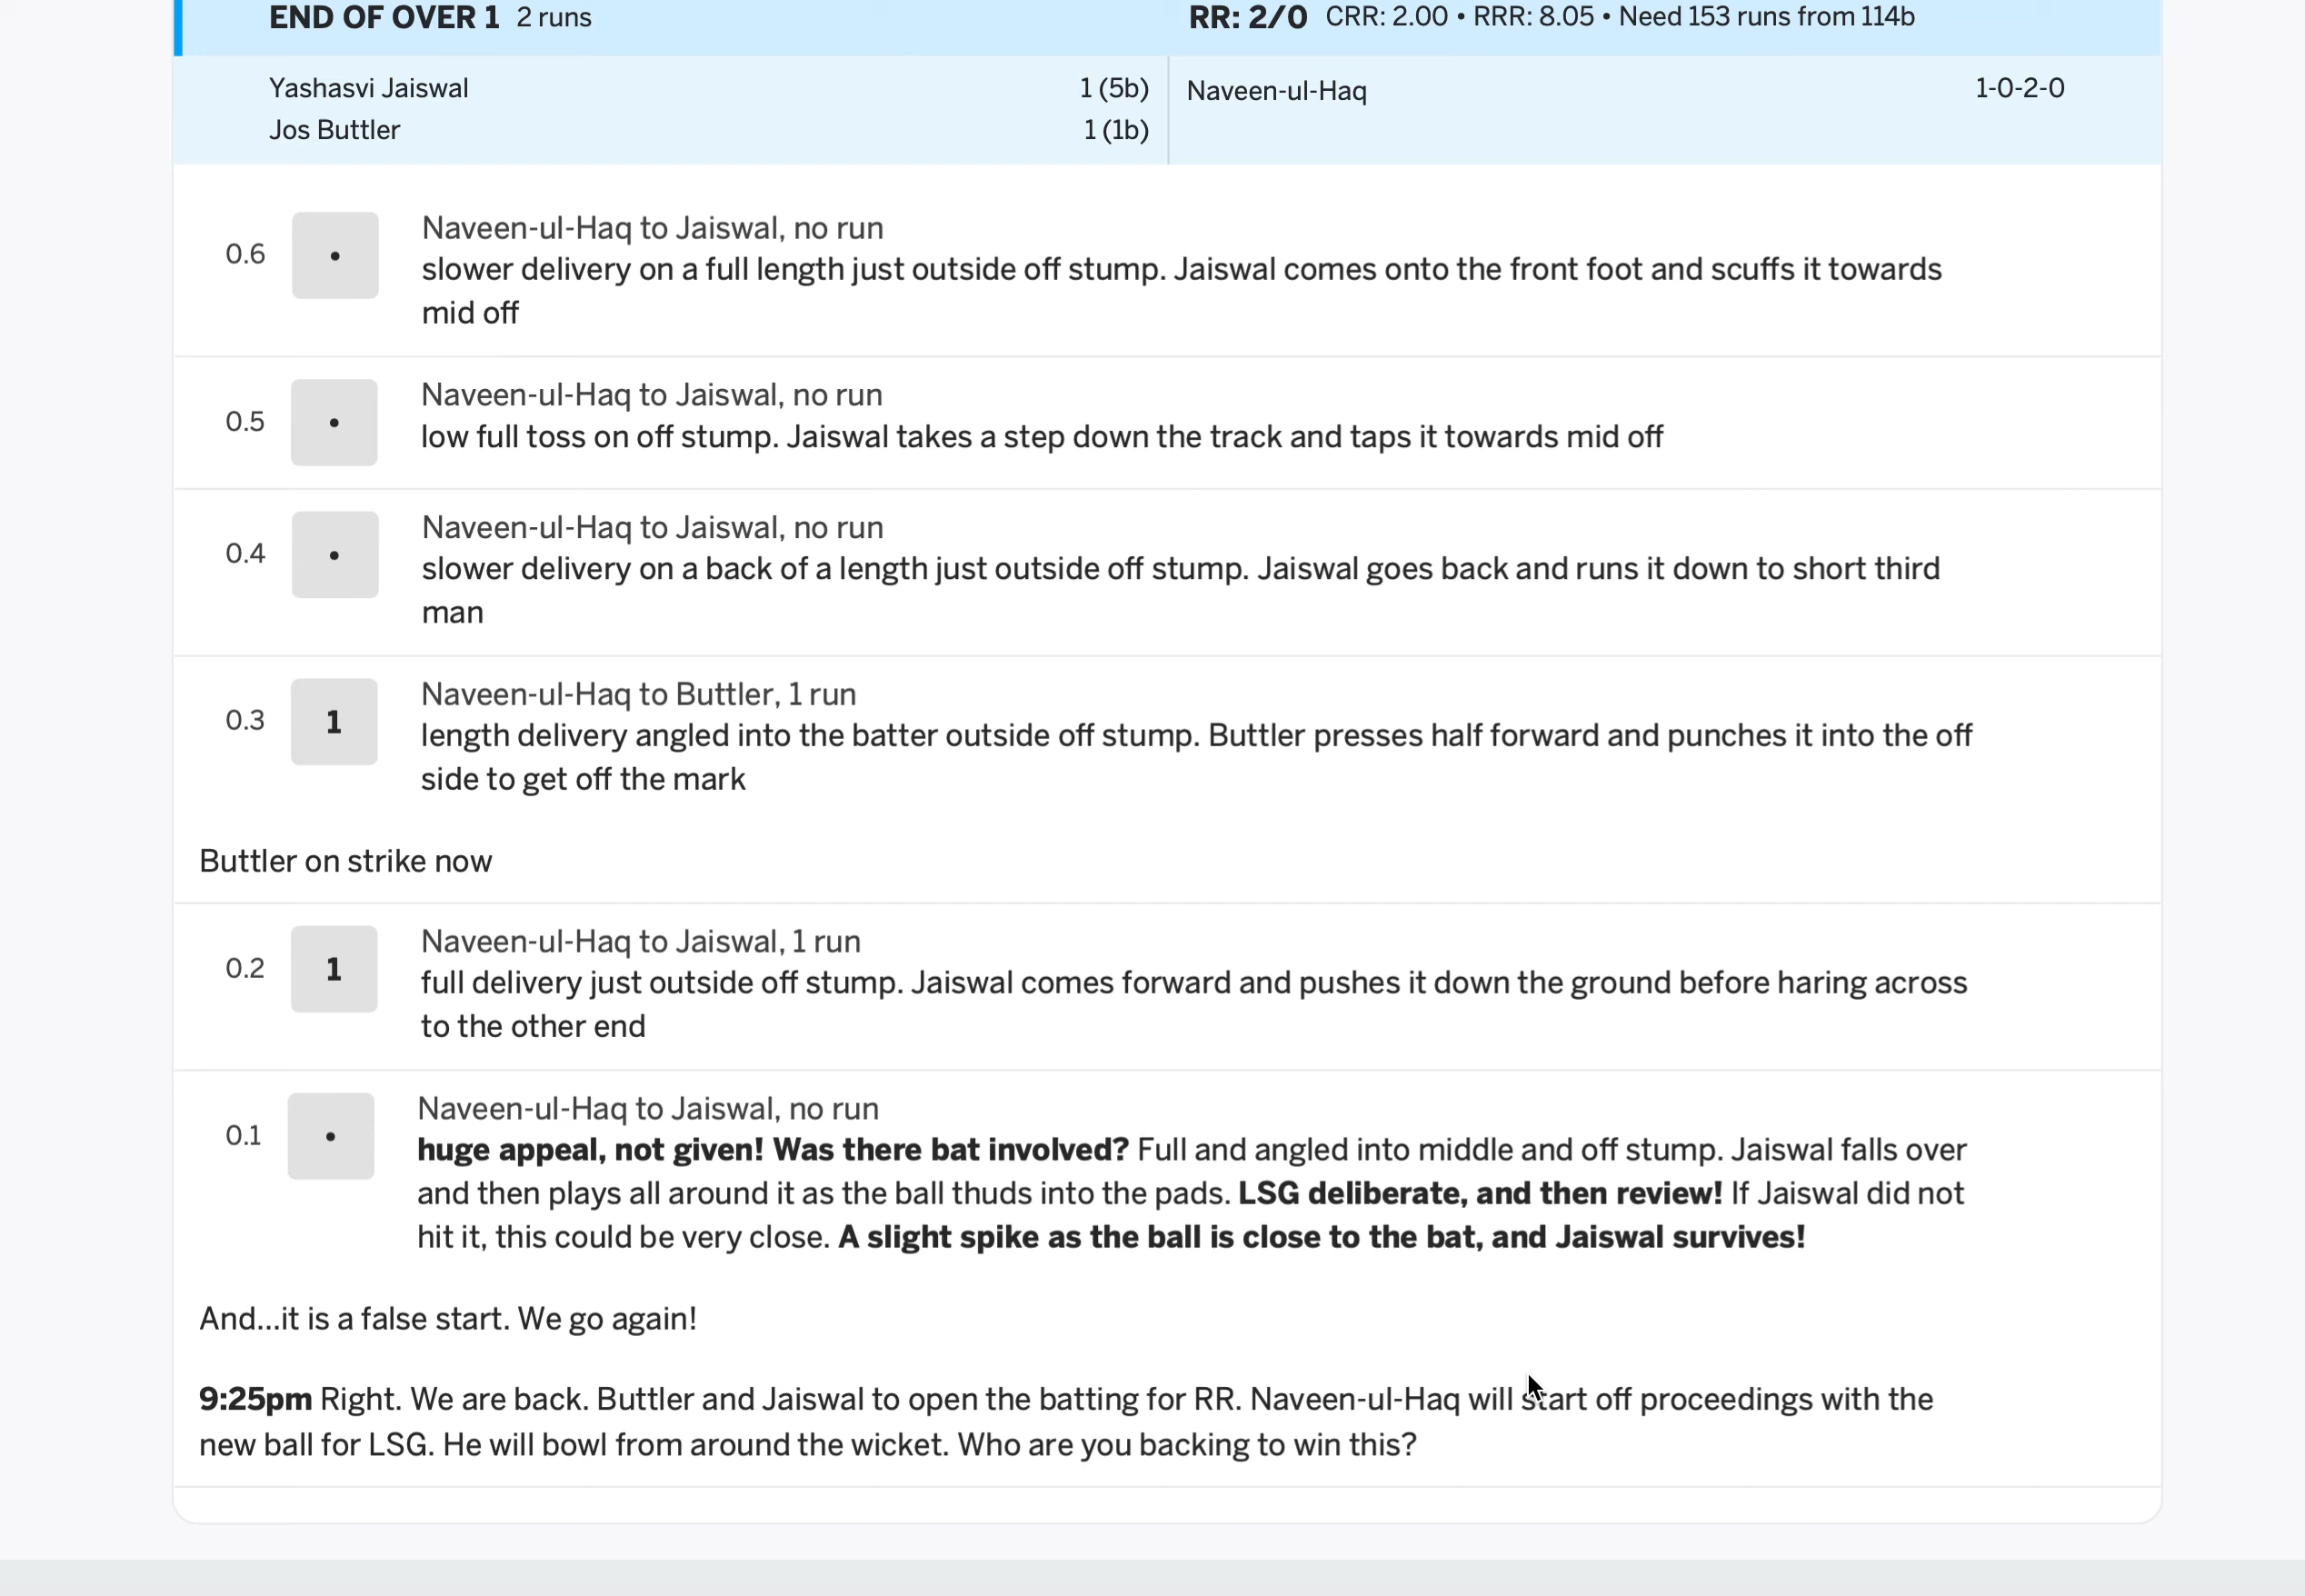 END OF OVER 1 2 runs RR: 2/0 CRR: 2.00 • RRR: 8.05 • Need 153 runs from 114b
Yashasvi Jaiswal 1 (5b) Naveen-ul-Haq 1-0-2-0
Jos Buttler 1 (1b)
0.6 • Naveen-ul-Haq to Jaiswal, no run
slower delivery on a full length just outside off stump. Jaiswal comes onto the front foot and scuffs it towards
mid off
0.5 • Naveen-ul-Haq to Jaiswal, no run
low full toss on off stump. Jaiswal takes a step down the track and taps it towards mid off
0.4 • Naveen-ul-Haq to Jaiswal, no run
slower delivery on a back of a length just outside off stump. Jaiswal goes back and runs it down to short third
man
0.3 1 Naveen-ul-Haq to Buttler, 1 run
length delivery angled into the batter outside off stump. Buttler presses half forward and punches it into the off
side to get off the mark
Buttler on strike now
0.2 1 Naveen-ul-Haq to Jaiswal, 1 run
full delivery just outside off stump. Jaiswal comes forward and pushes it down the ground before haring across
to the other end
0.1 • Naveen-ul-Haq to Jaiswal, no run
huge appeal, not given! Was there bat involved? Full and angled into middle and off stump. Jaiswal falls over
and then plays all around it as the ball thuds into the pads. LSG deliberate, and then review! If Jaiswal did not
hit it, this could be very close. A slight spike as the ball is close to the bat, and Jaiswal survives!
And...it is a false start. We go again!
9:25pm Right. We are back. Buttler and Jaiswal to open the batting for RR. Naveen-ul-Haq will start off proceedings with the
new ball for LSG. He will bowl from around the wicket. Who are you backing to win this?